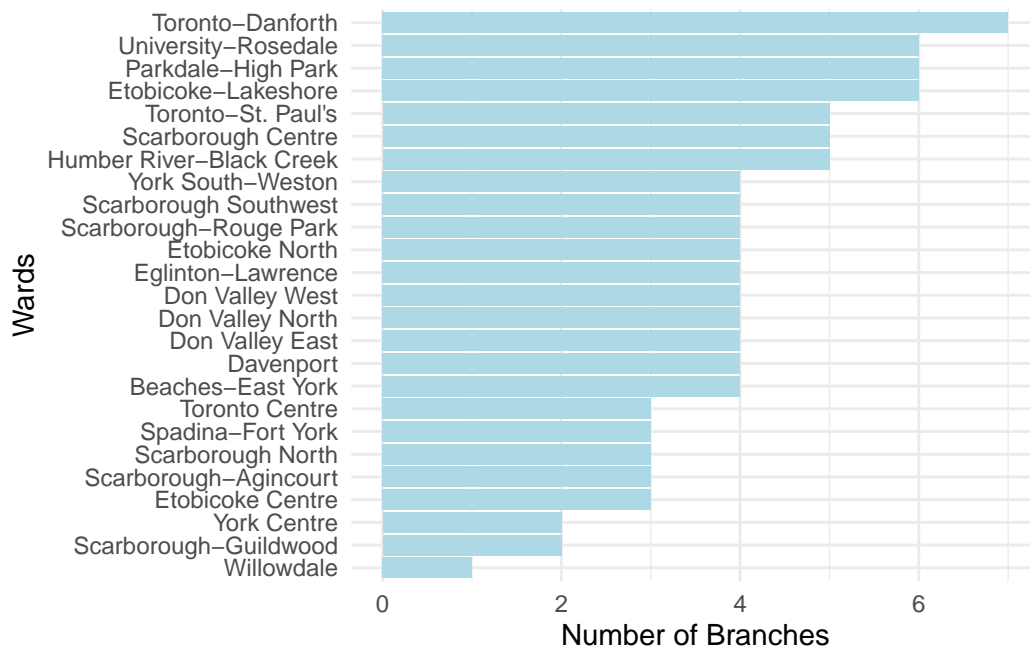 Toronto−Danforth
University−Rosedale
Parkdale−High Park
Etobicoke−Lakeshore
Toronto−St. Paul's
Scarborough Centre
Humber River−Black Creek
York South−Weston
Scarborough Southwest
Scarborough−Rouge Park
Etobicoke North
Eglinton−Lawrence
Don Valley West
Don Valley North
Don Valley East
Davenport
Beaches−East York
Toronto Centre
Spadina−Fort York
Scarborough North
Scarborough−Agincourt
Etobicoke Centre
York Centre
Scarborough−Guildwood
Willowdale
Wards
0 2 4 6
Number of Branches